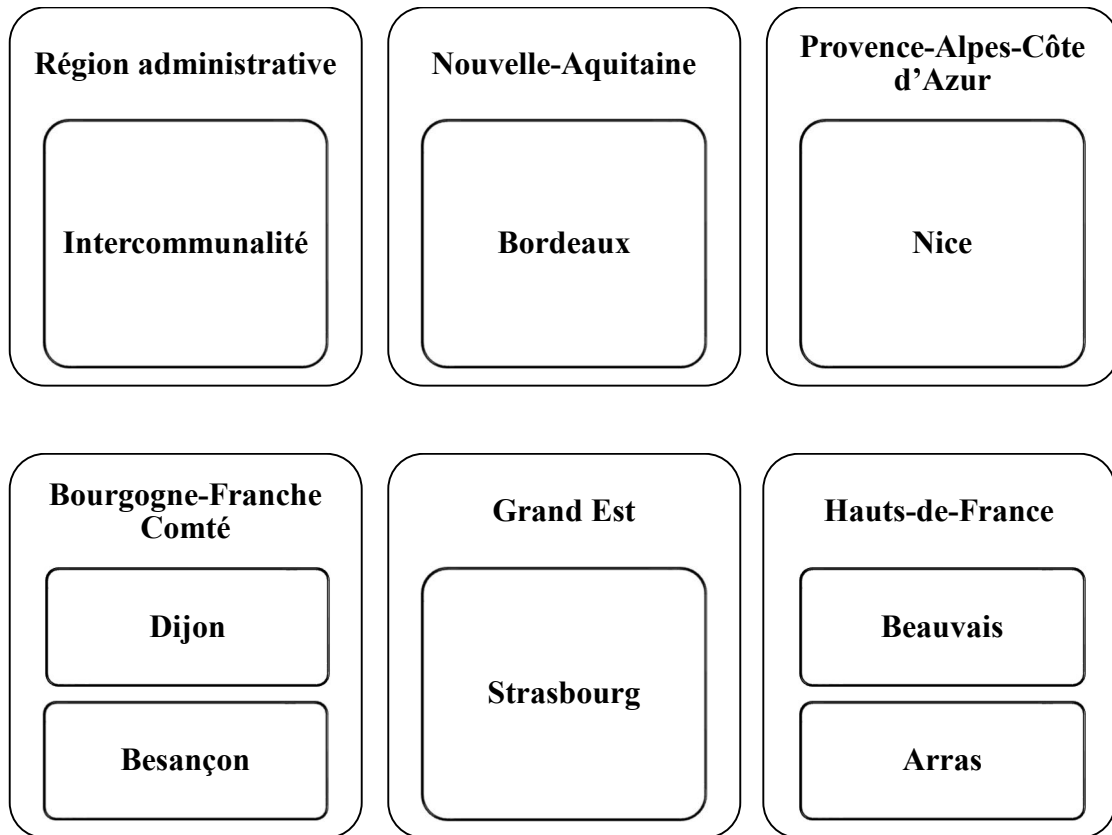 Région administrative
Intercommunalité
Nouvelle-Aquitaine
Bordeaux
Provence-Alpes-Côte
d’Azur
Nice
Bourgogne-Franche
Comté
Dijon
Besançon
Grand Est
Strasbourg
Hauts-de-France
Beauvais
Arras